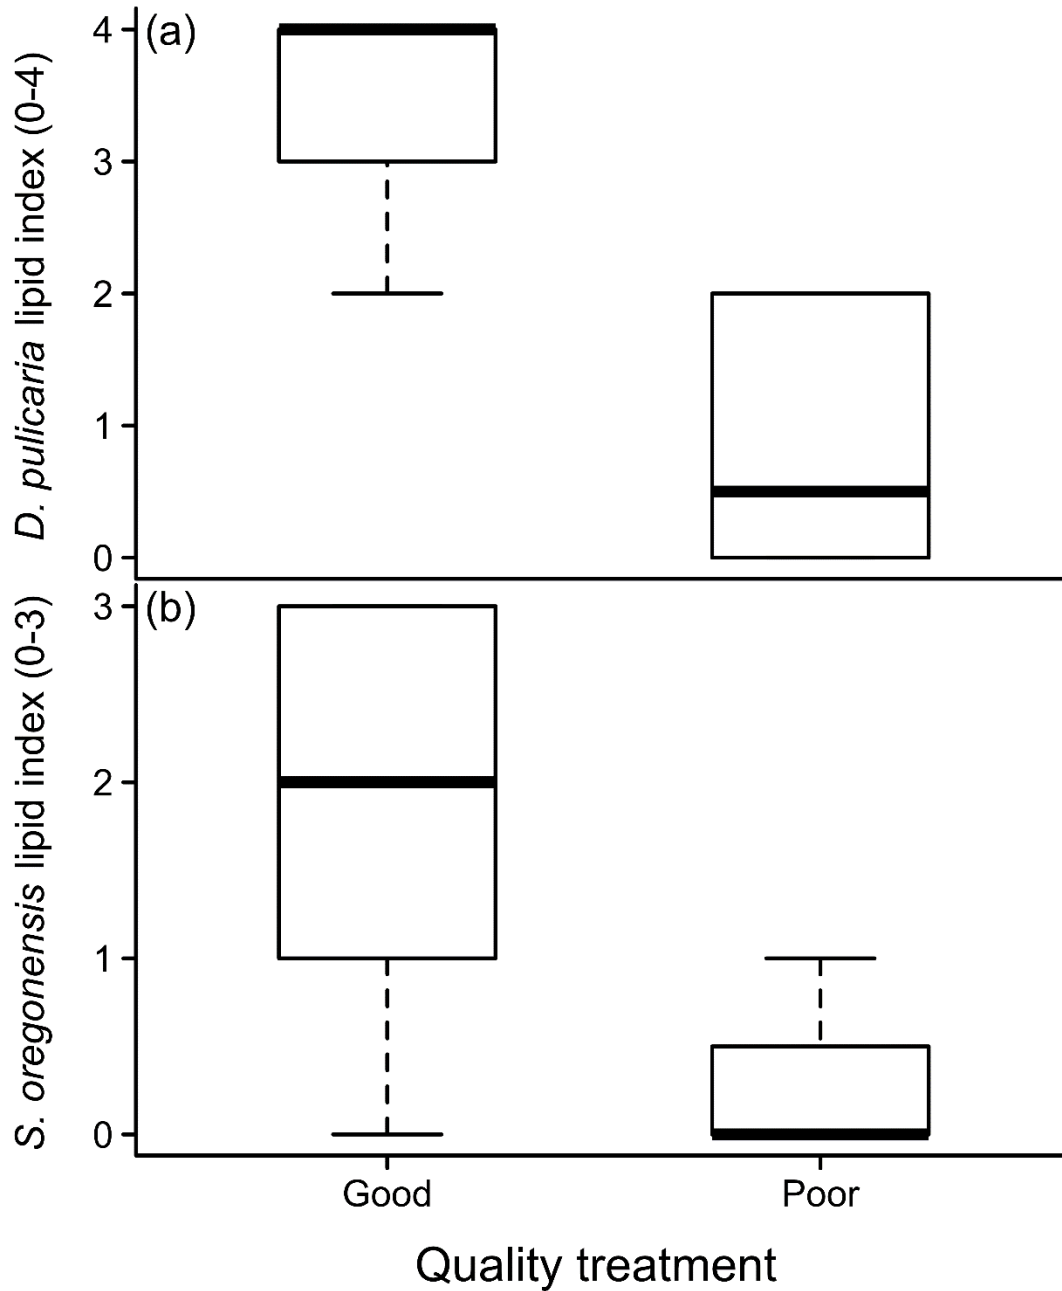 (a)
D. pulicaria lipid index (0-4)
4
3
2
1
0
(b)
S. oregonensis lipid index (0-3)
3
2
1
0
Good
Poor
Quality treatment